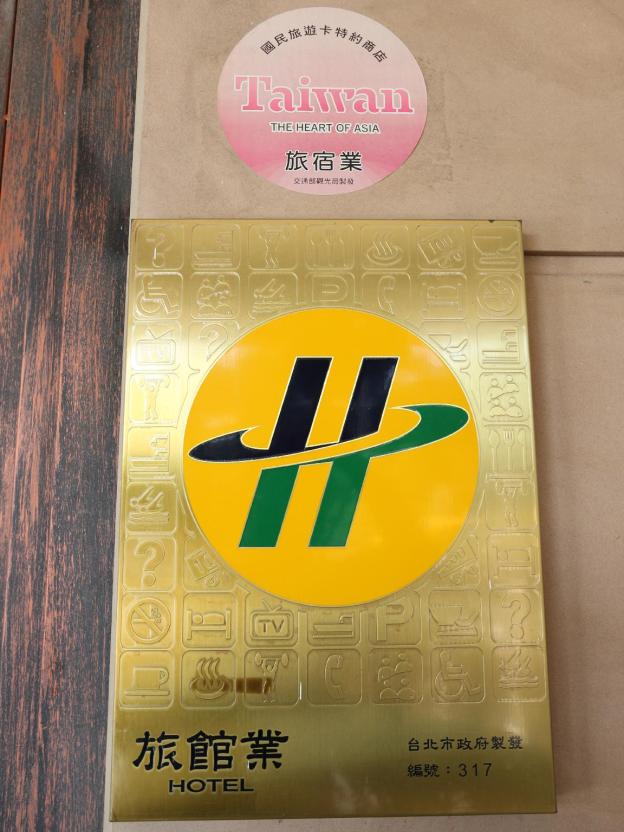 國民旅遊卡特約商店
Taiwan
THE HEART OF ASIA
旅宿業
交通部觀光局製發
TV
P
旅館業
HOTEL
台北市政府製發
編號：317